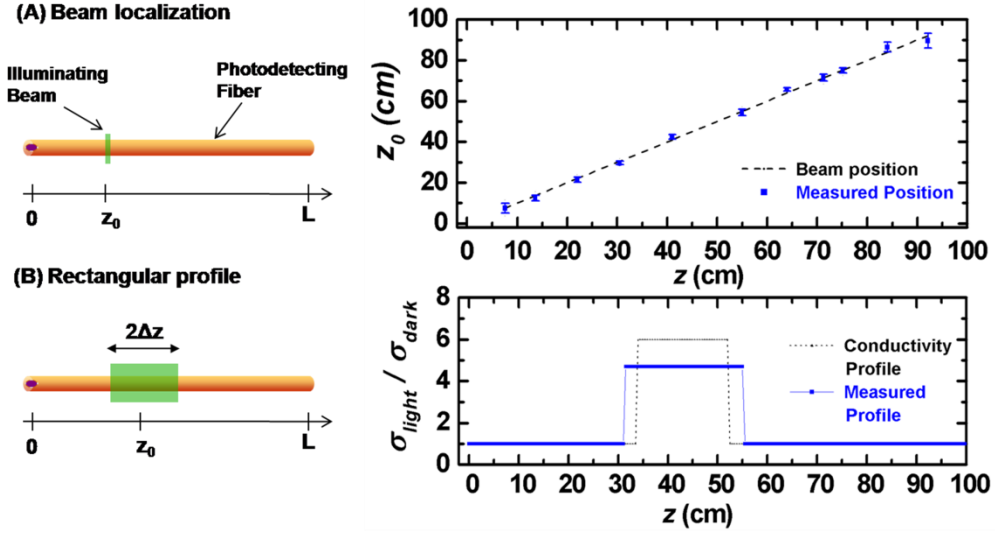 (A) Beam localization
Illuminating
Beam
Photodetecting
Fiber
0
z₀
L
(B) Rectangular profile
2Δz
0
z₀
L
z₀ (cm)
100
80
60
40
20
0
Beam position
Measured Position
0 10 20 30 40 50 60 70 80 90 100
z (cm)
σlight / σdark
8
6
4
2
0
Conductivity
Profile
Measured
Profile
0 10 20 30 40 50 60 70 80 90 100
z (cm)